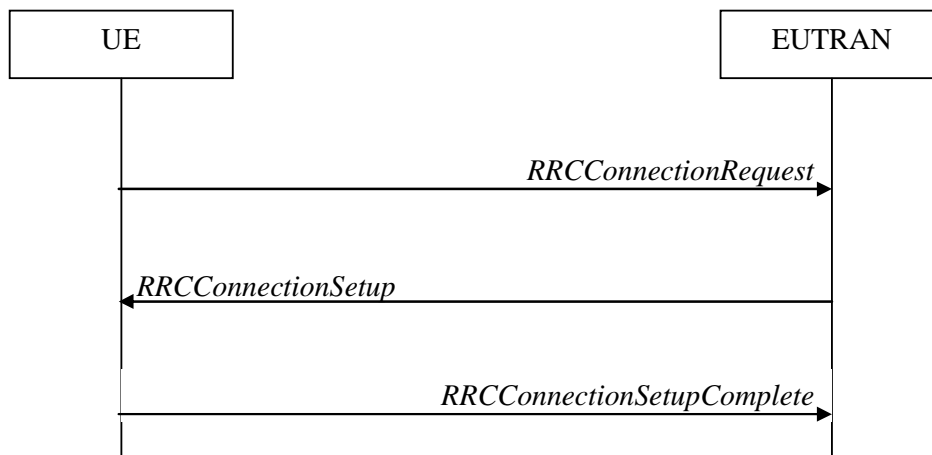 UE
EUTRAN
RRCConnectionRequest
RRCConnectionSetup
RRCConnectionSetupComplete